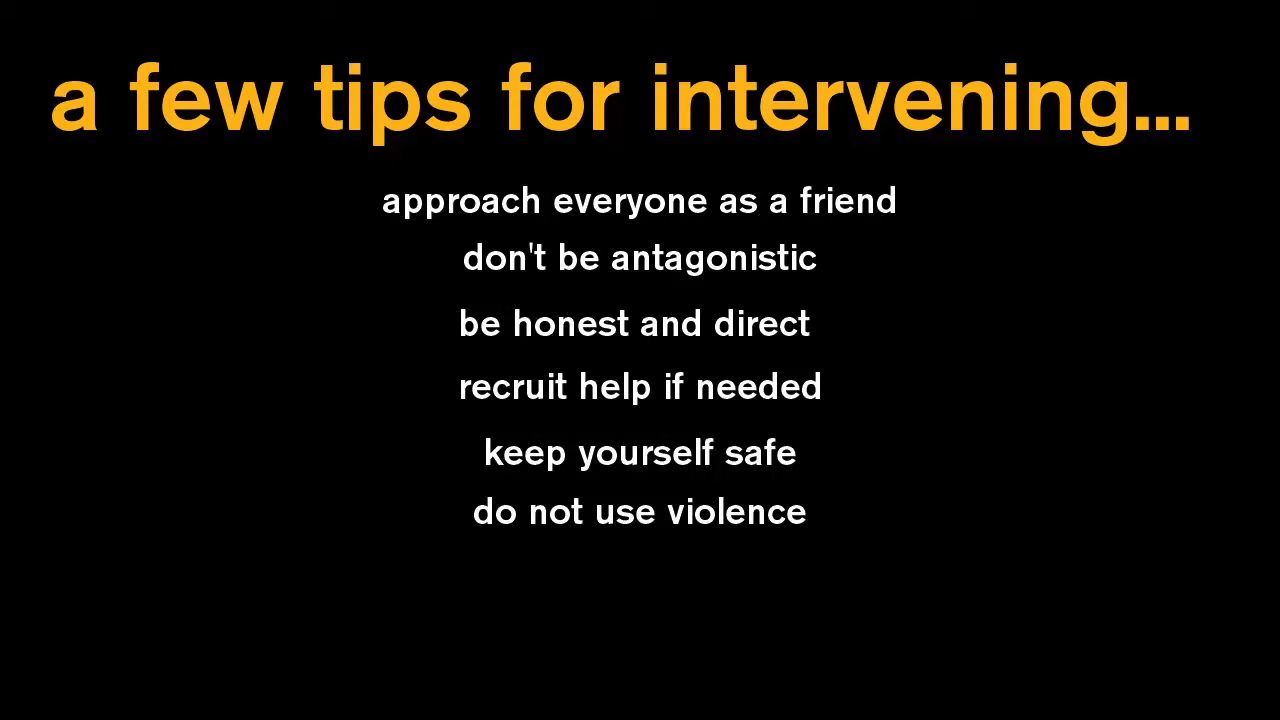 a few tips for intervening...
approach everyone as a friend
don't be antagonistic
be honest and direct
recruit help if needed
keep yourself safe
do not use violence